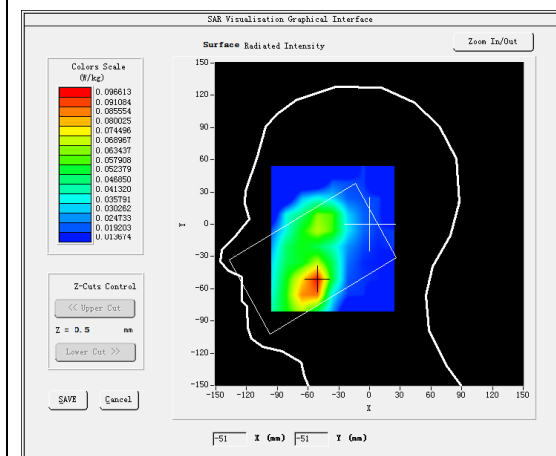 SAR Visualisation Graphical Interface
Surface Radiated Intensity
Zoom In/Out
Colors Scale
(W/kg)
0.096613
0.091084
0.085554
0.080025
0.074496
0.068967
0.063437
0.057908
0.052379
0.046850
0.041320
0.035791
0.030262
0.024733
0.019203
0.013674
Z-Cuts Control
<< Upper Cut
Z = 0.5 mm
Lower Cut >>
SAVE
Cancel
150
120
90
60
30
0
-30
-60
-90
-120
-150
Y
-150 -120 -90 -60 -30 0 30 60 90 120 150
X
-51 X (mm) -51 Y (mm)